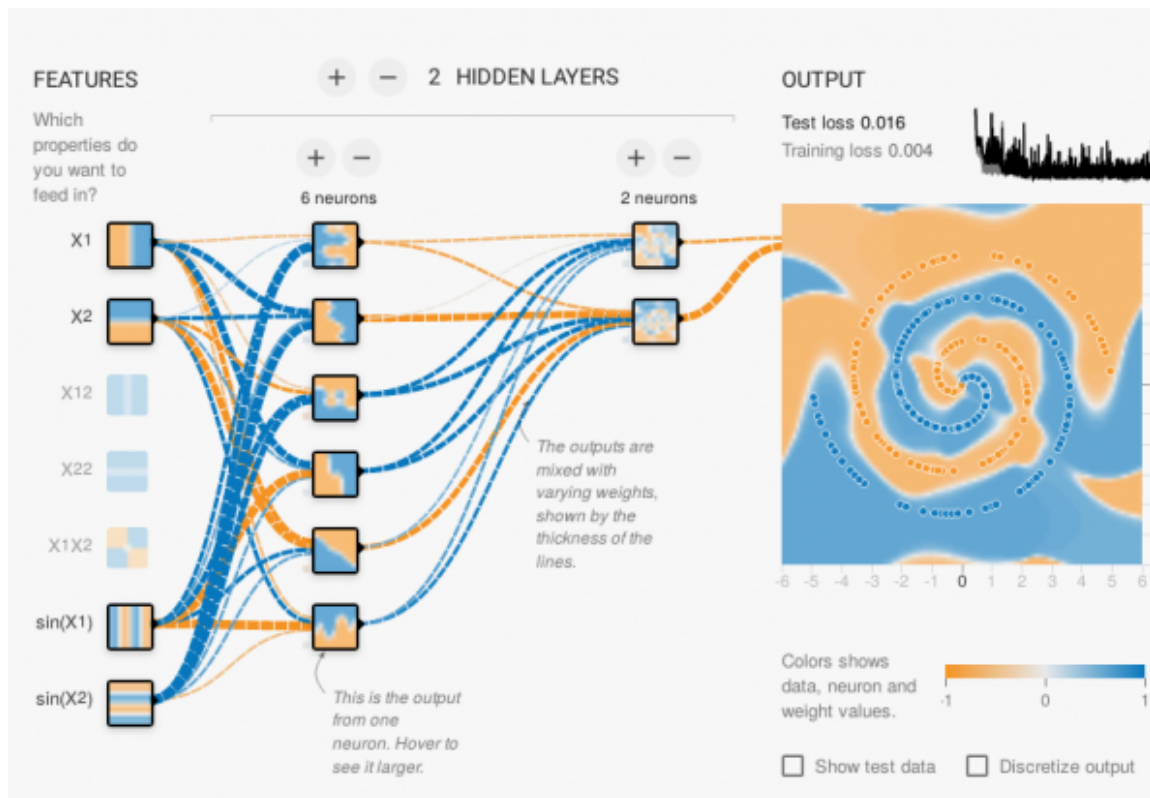 FEATURES
+ − 2 HIDDEN LAYERS
OUTPUT
Which
properties do
you want to
feed in?
Test loss 0.016
Training loss 0.004
+ −
+ −
6 neurons
2 neurons
X1
X2
X12
X22
X1X2
sin(X1)
sin(X2)
The outputs are
mixed with
varying weights,
shown by the
thickness of the
lines.
This is the output
from one
neuron. Hover to
see it larger.
-6 -5 -4 -3 -2 -1 0 1 2 3 4 5 6
Colors shows
data, neuron and
weight values.
-1 0 1
Show test data
Discretize output